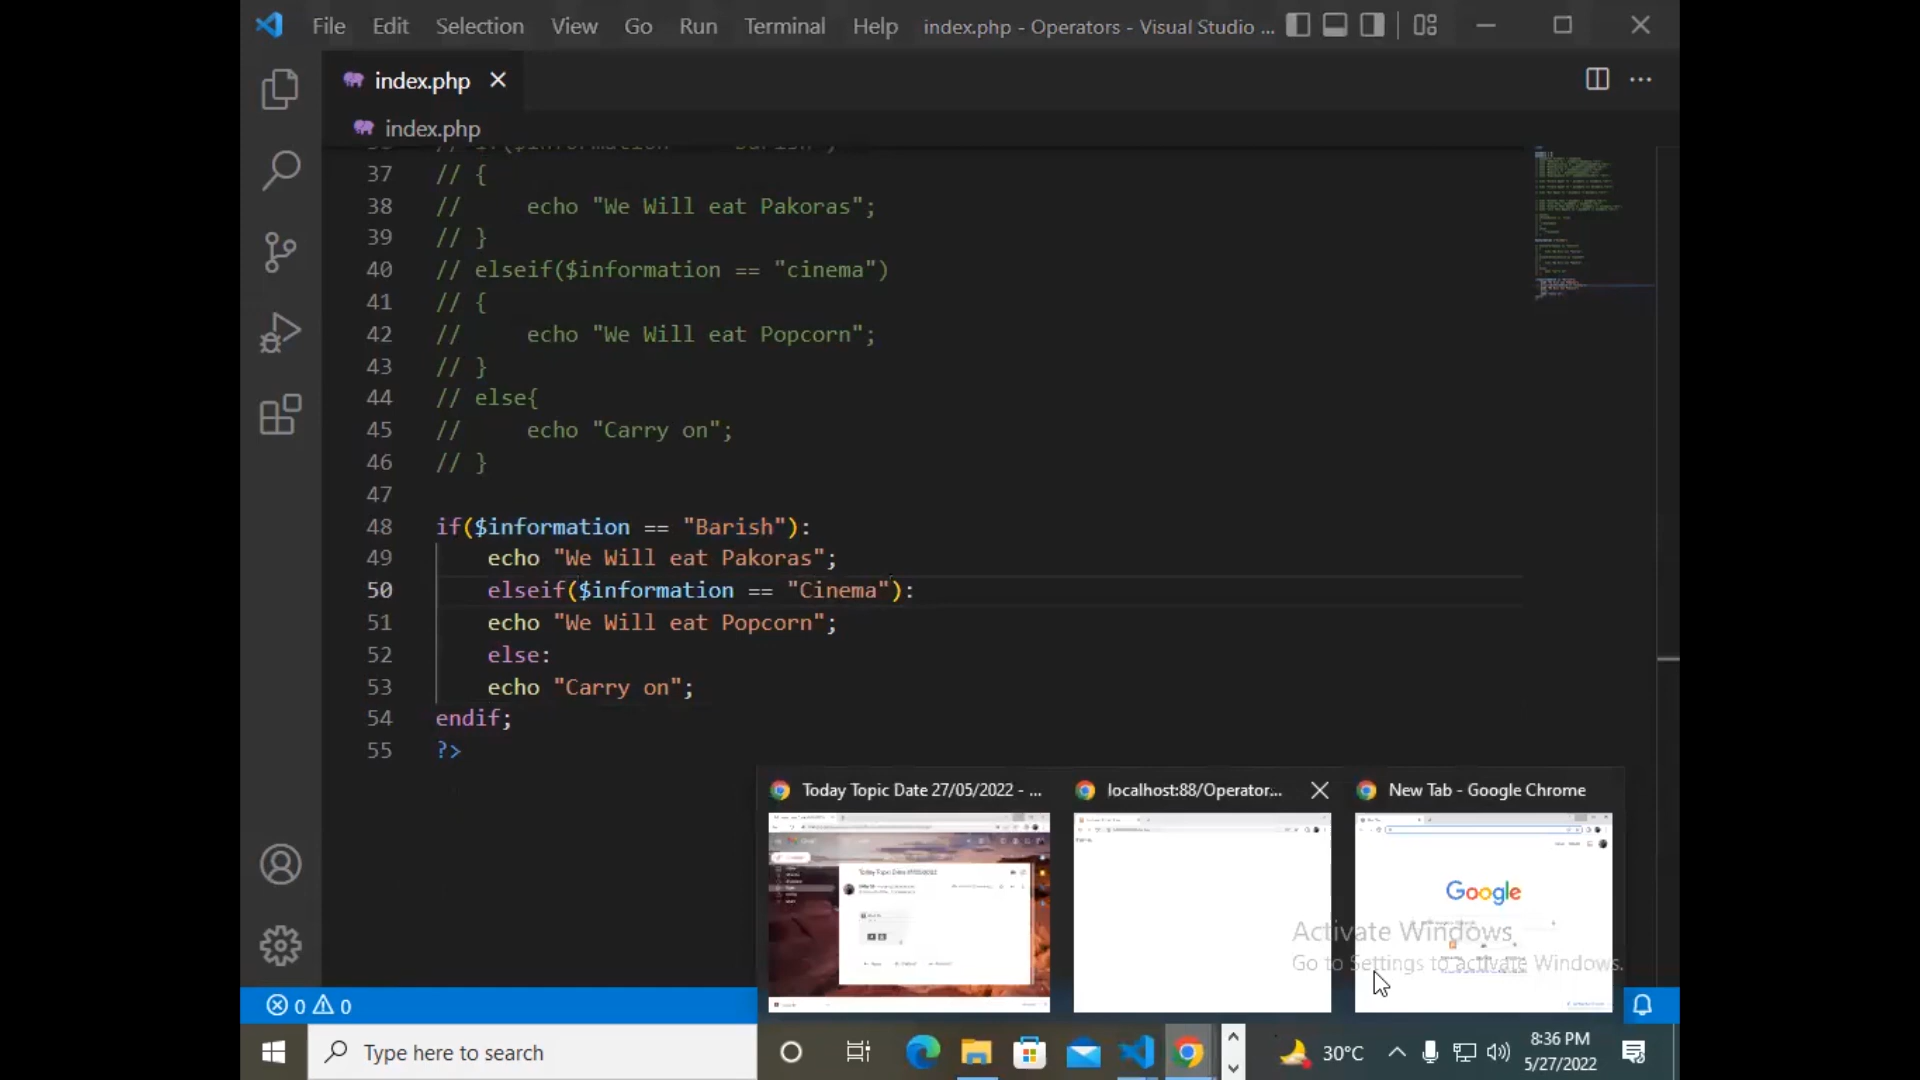 File Edit Selection View Go Run Terminal Help index.php - Operators - Visual Studio ...
index.php
index.php
37 // {
38 // echo "We Will eat Pakoras";
39 // }
40 // elseif($information == "cinema")
41 // {
42 // echo "We Will eat Popcorn";
43 // }
44 // else{
45 // echo "Carry on";
46 // }
47
48 if($information == "Barish"):
49 echo "We Will eat Pakoras";
50 elseif($information == "Cinema"):
51 echo "We Will eat Popcorn";
52 else:
53 echo "Carry on";
54 endif;
55 ?>
Today Topic Date 27/05/2022 - ... localhost:88/Operator... New Tab - Google Chrome
Google
Activate Windows
Go to Settings to activate Windows.
0 0
Type here to search
30°C
8:36 PM
5/27/2022